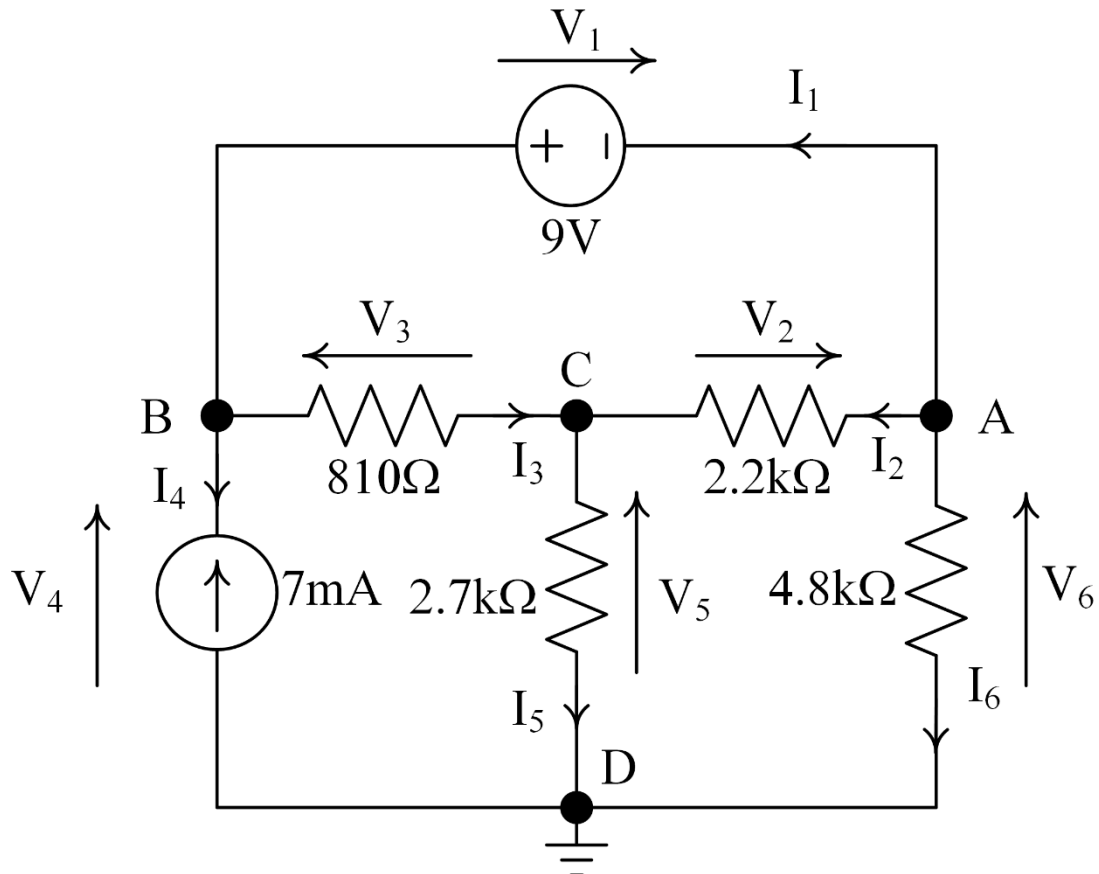 V₁
I₁
+ −
9V
V₃
V₂
C
B
A
I₄
810Ω
I₃
2.2kΩ
I₂
V₄
7mA
2.7kΩ
V₅
4.8kΩ
V₆
I₅
I₆
D